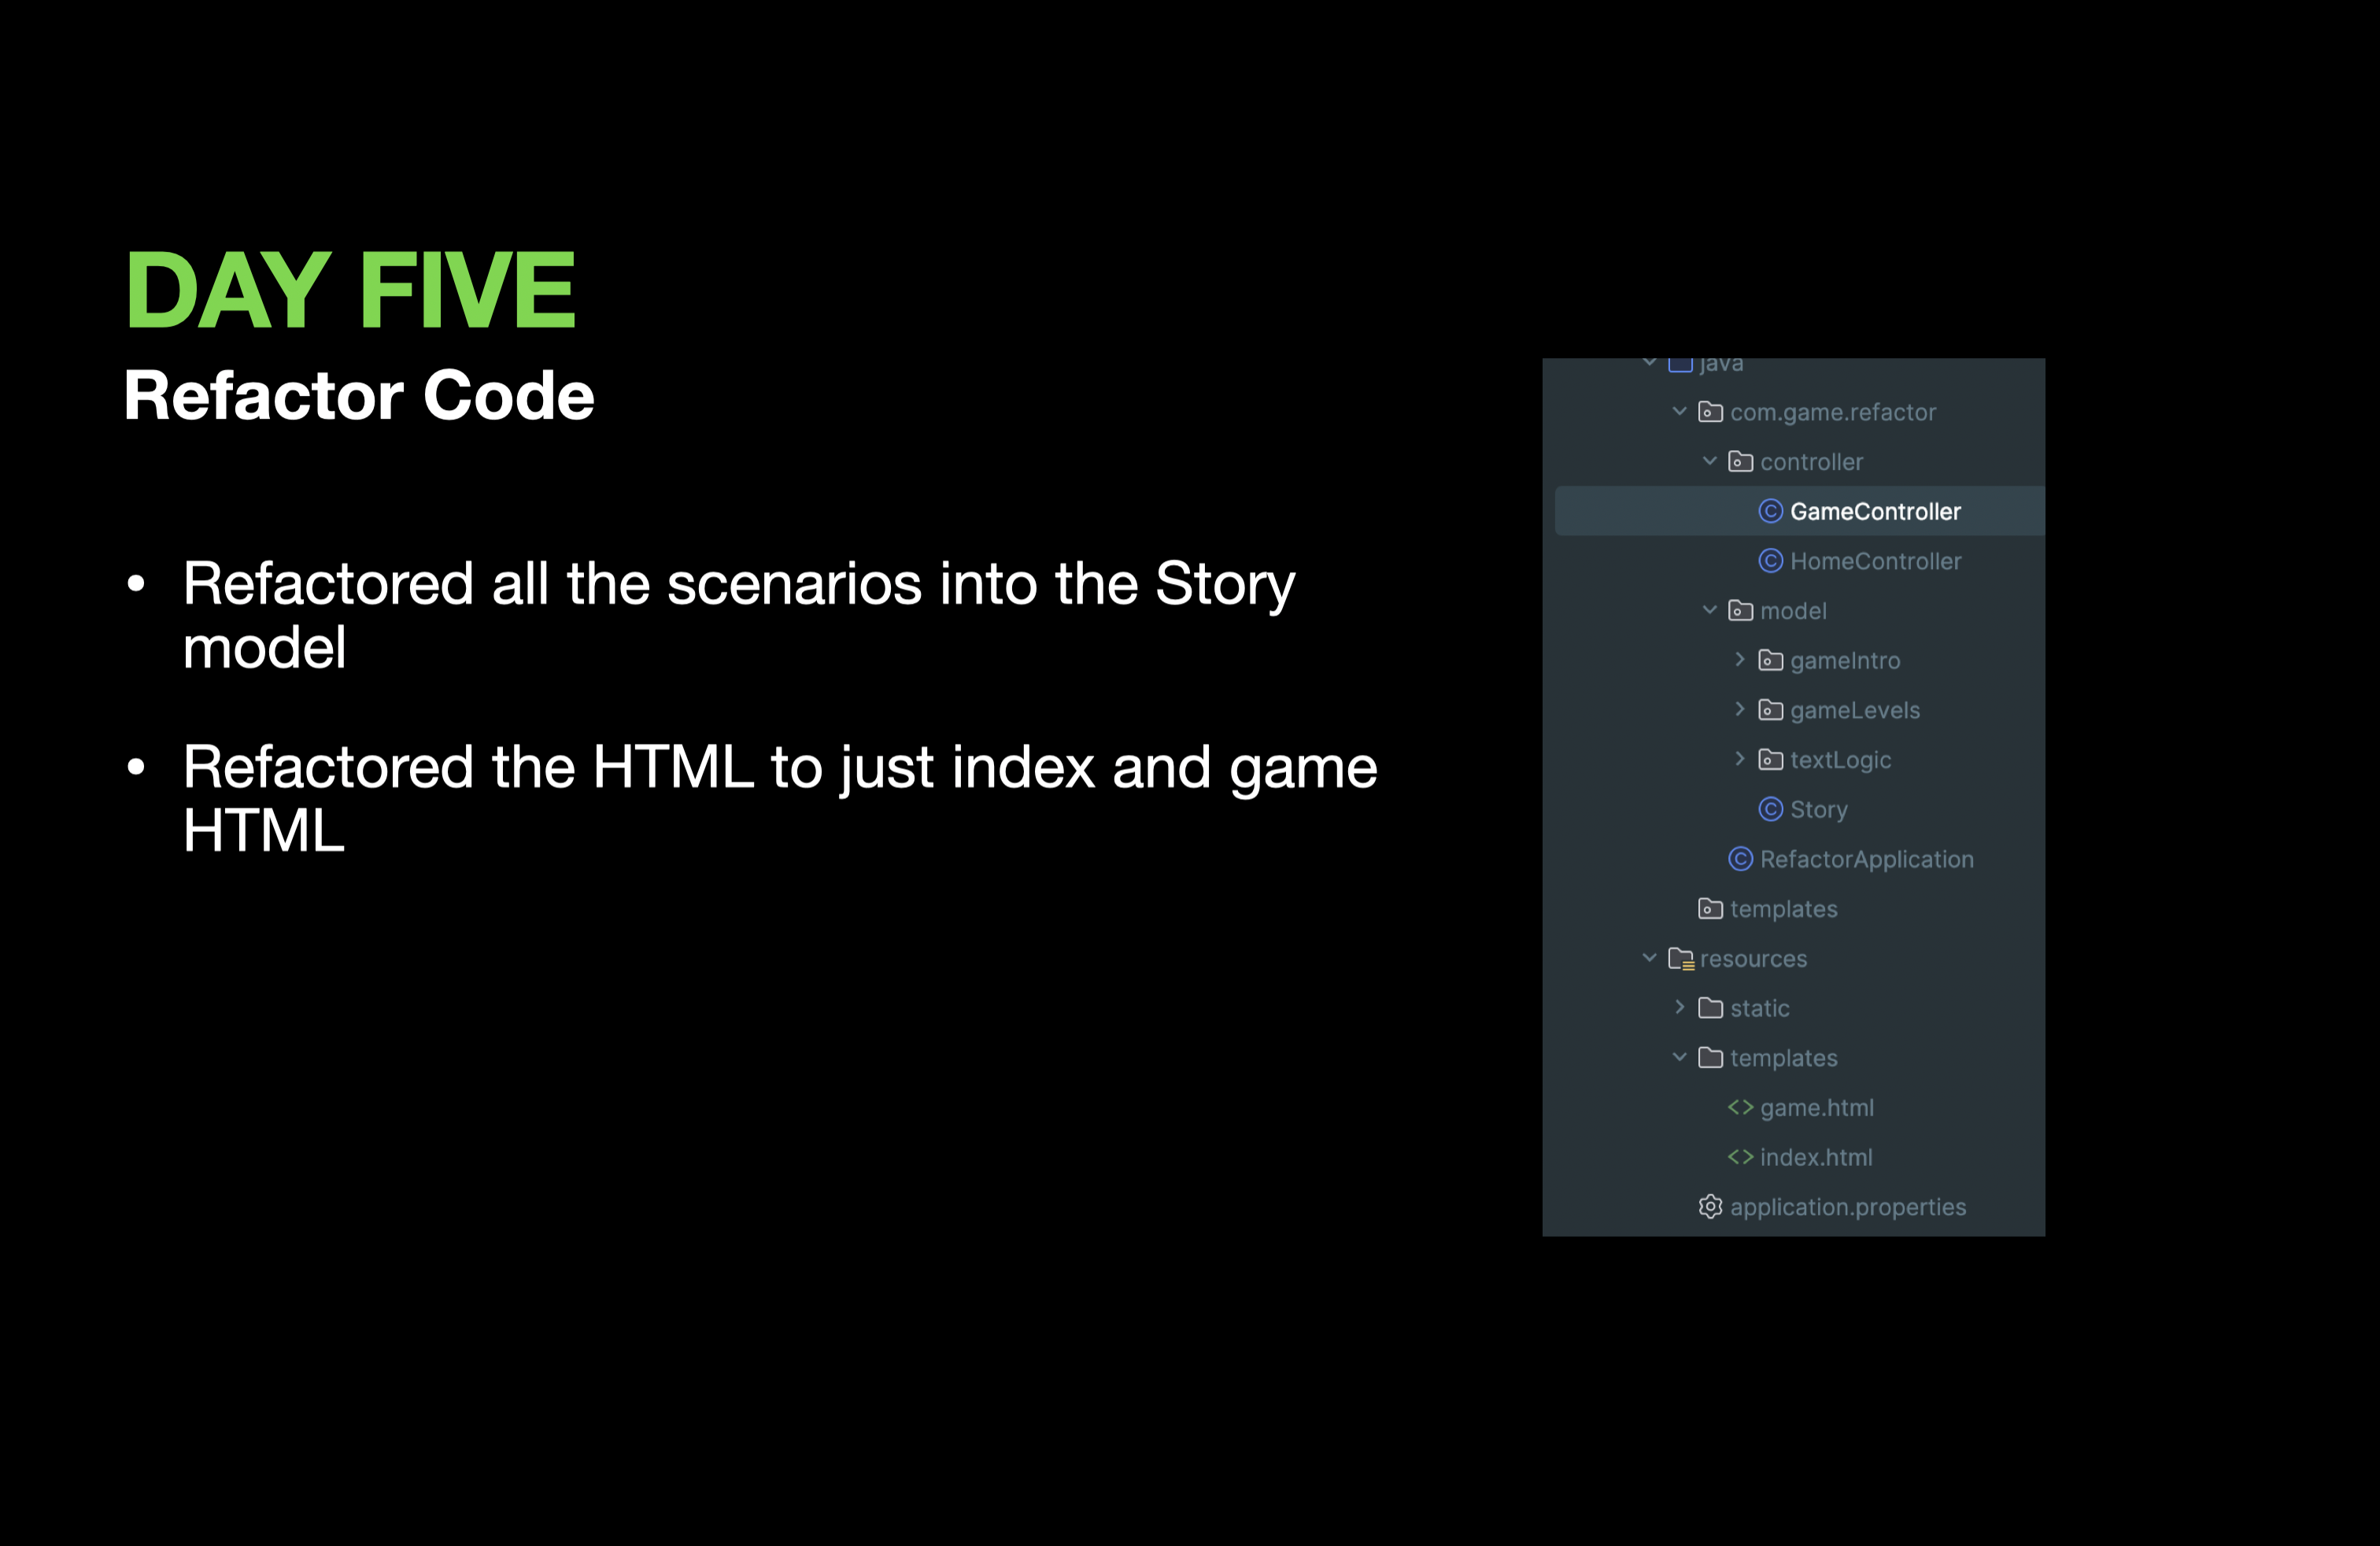 DAY FIVE
Refactor Code
• Refactored all the scenarios into the Story
model
• Refactored the HTML to just index and game
HTML
java
com.game.refactor
controller
GameController
HomeController
model
gameIntro
gameLevels
textLogic
Story
RefactorApplication
templates
resources
static
templates
game.html
index.html
application.properties